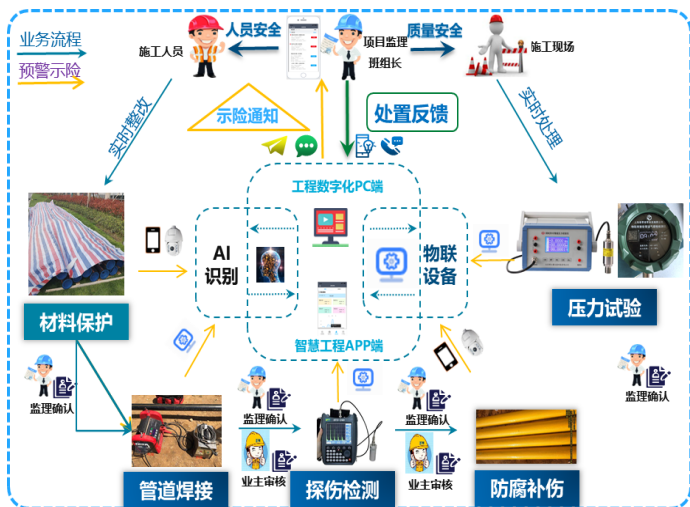 业务流程
预警示险
施工人员
人员安全
项目监理
班组长
质量安全
施工现场
示险通知
处置反馈
实时整改
实时处理
工程数字化PC端
AI
识别
物联
设备
智慧工程APP端
材料保护
压力试验
监理确认
监理确认
监理确认
监理确认
业主审核
业主审核
管道焊接
探伤检测
防腐补伤